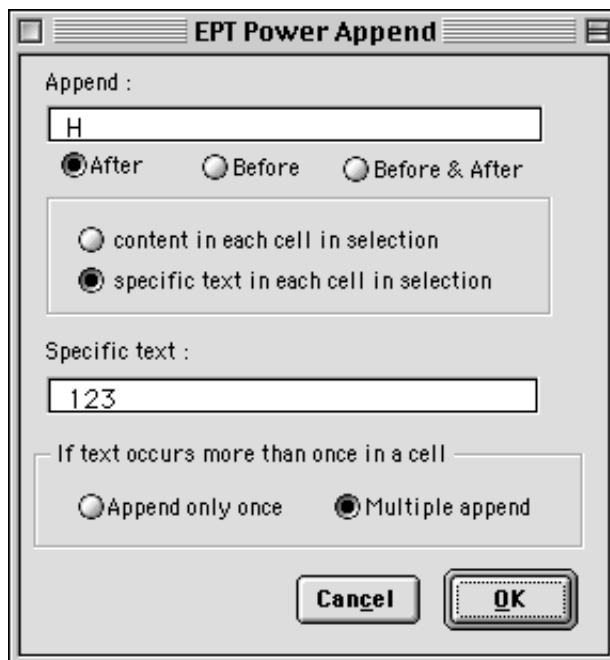 EPT Power Append
Append :
H
After Before Before & After
content in each cell in selection
specific text in each cell in selection
Specific text :
123
If text occurs more than once in a cell
Append only once Multiple append
Cancel OK